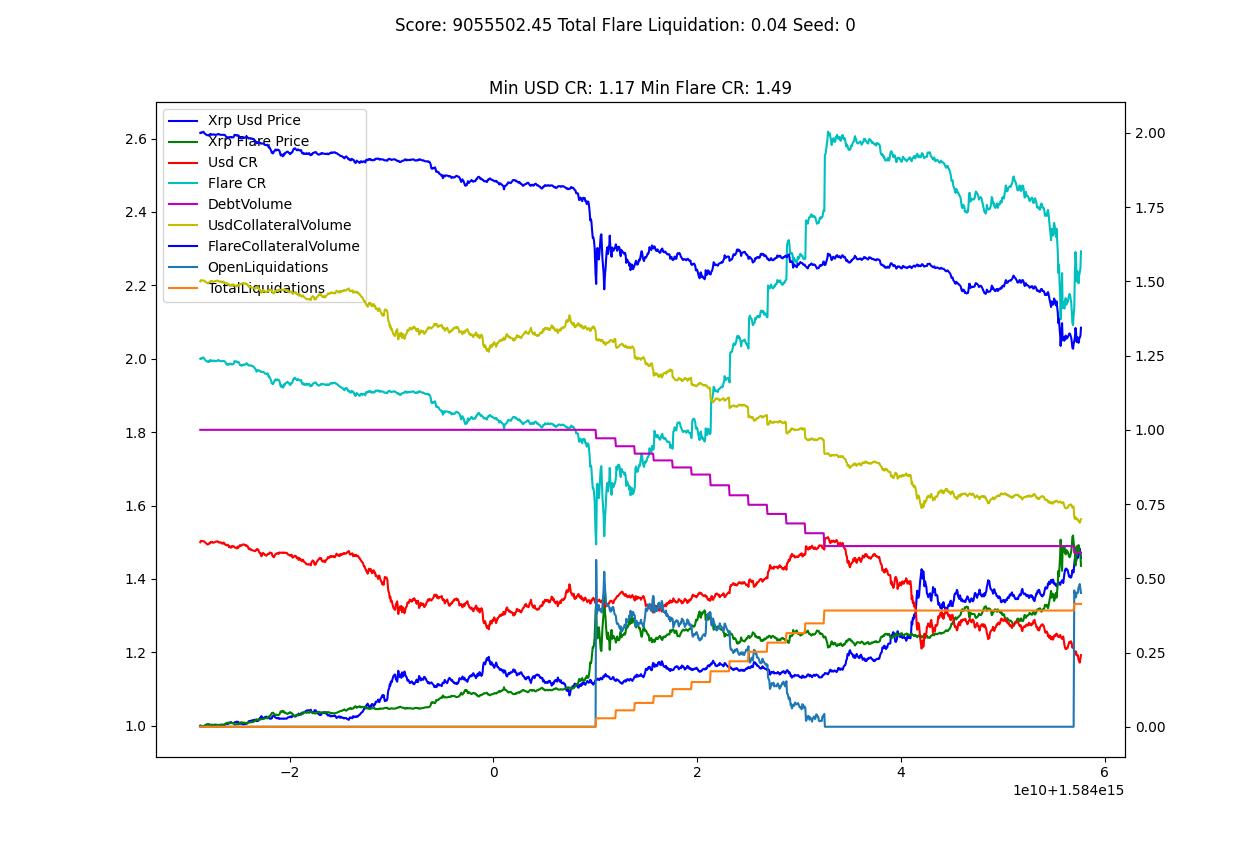 Score: 9055502.45 Total Flare Liquidation: 0.04 Seed: 0
Min USD CR: 1.17 Min Flare CR: 1.49
Xrp Usd Price
Xrp Flare Price
Usd CR
Flare CR
DebtVolume
UsdCollateralVolume
FlareCollateralVolume
OpenLiquidations
TotalLiquidations
2.6
2.4
2.2
2.0
1.8
1.6
1.4
1.2
1.0
2.00
1.75
1.50
1.25
1.00
0.75
0.50
0.25
0.00
−2 0 2 4 6
1e10+1.584e15